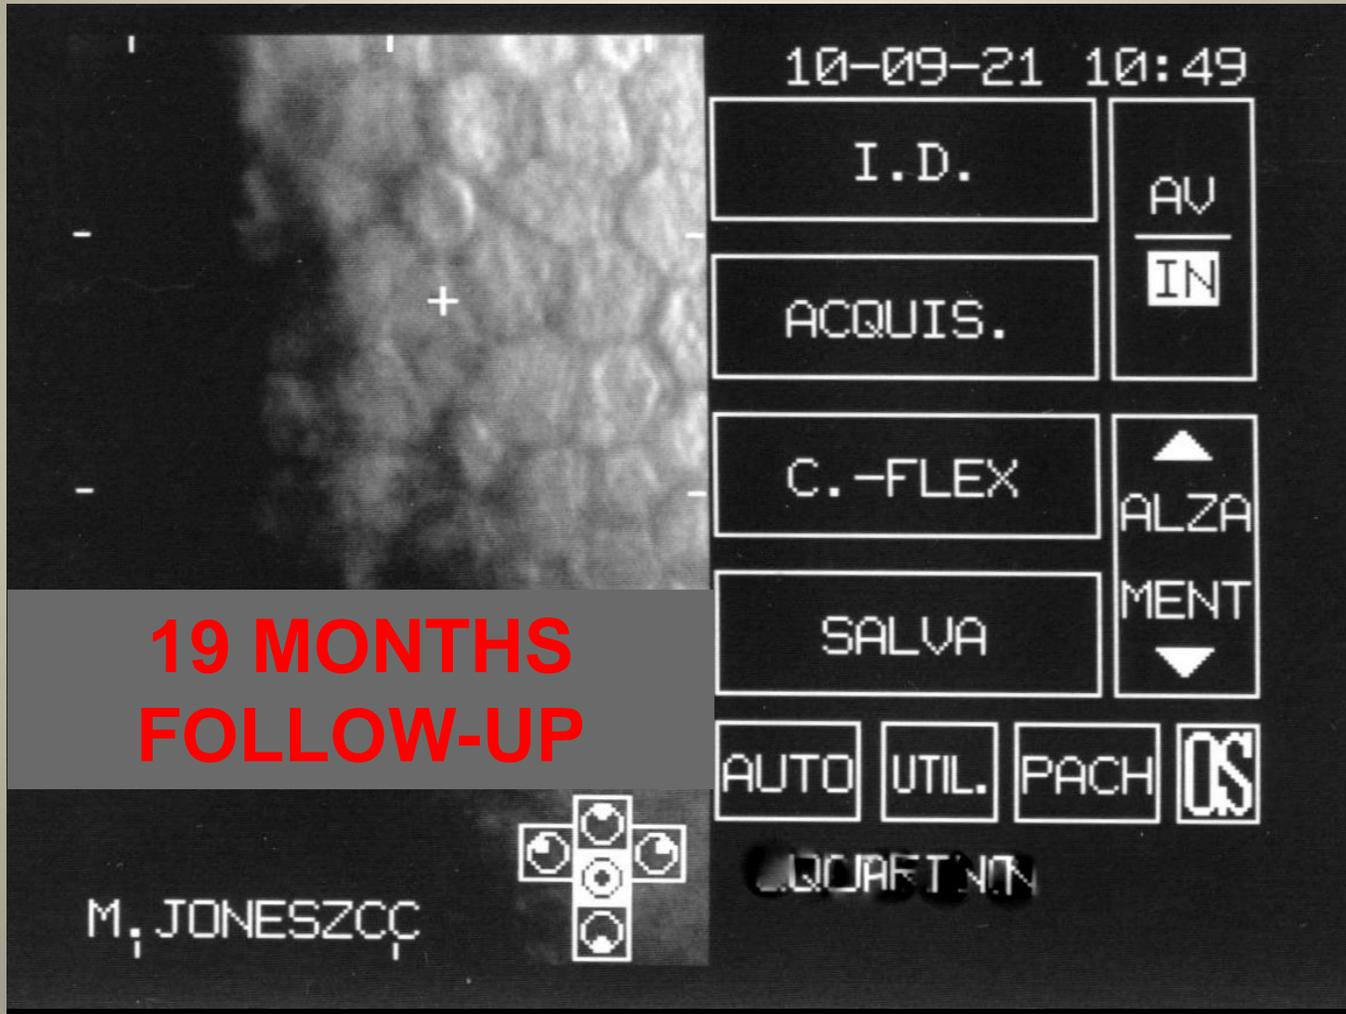 10-09-21 10:49
I.D.
AV
IN
ACQUIS.
C.-FLEX
ALZA
MENT
SALVA
19 MONTHS
FOLLOW-UP
AUTO UTIL. PACH OS
M.JONESZCC